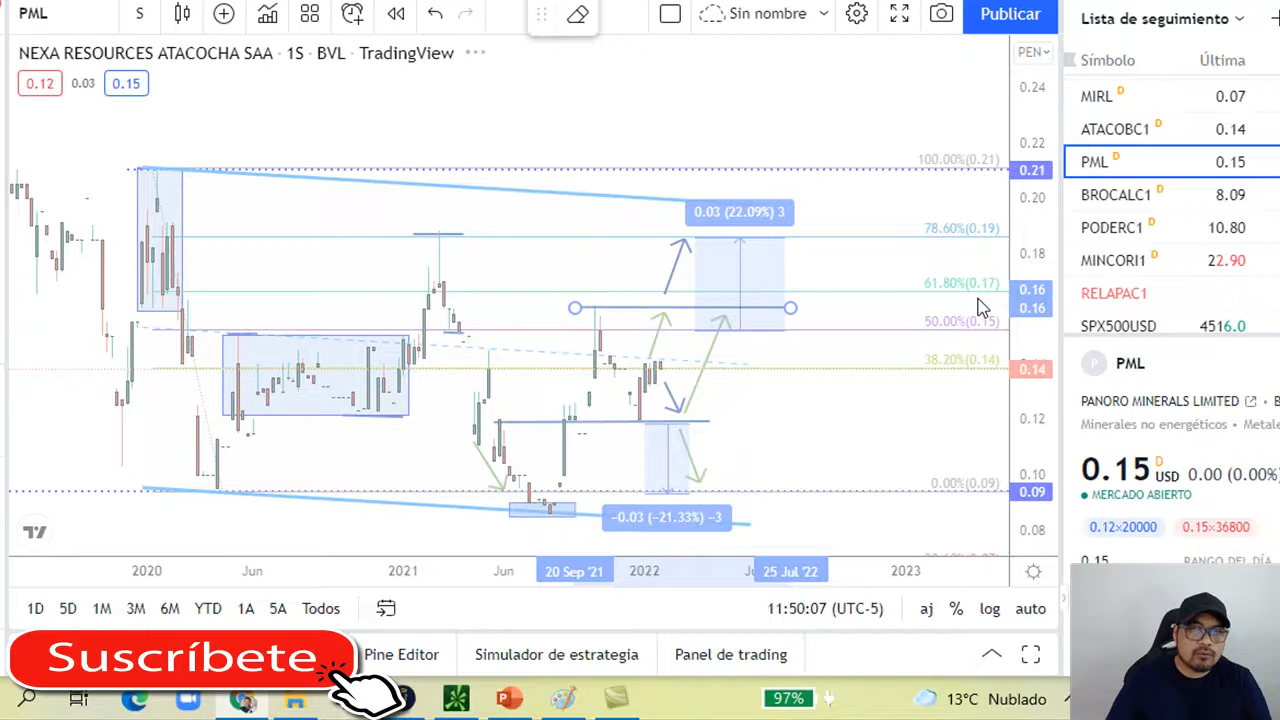 PML
S
Sin nombre
Publicar
Lista de seguimiento
NEXA RESOURCES ATACOCHA SAA · 1S · BVL · TradingView
PEN
Símbolo
Última
0.12
0.03
0.15
0.24
MIRL D 0.07
ATACOBC1 D 0.14
0.22
100.00%(0.21)
PML D 0.15
0.21
0.20
BROCALC1 D 8.09
0.03 (22.09%) 3
78.60%(0.19)
PODERC1 D 10.80
0.18
MINCORI1 D 22.90
61.80%(0.17)
0.16
RELAPAC1
0.16
50.00%(0.15)
SPX500USD 4516.0
38.20%(0.14)
0.14
P
PML
PANORO MINERALS LIMITED
0.12
Minerales no energéticos
0.15 D USD 0.00 (0.00%)
0.10
0.00%(0.09)
0.09
MERCADO ABIERTO
−0.03 (−21.33%) −3
0.12×20000
0.15×36800
0.08
0.15
RANGO DEL DÍA
2020
Jun
2021
Jun
20 Sep '21
2022
25 Jul '22
2023
1D
5D
1M
3M
6M
YTD
1A
5A
Todos
11:50:07 (UTC-5)
aj
%
log
auto
Suscríbete
Pine Editor
Simulador de estrategia
Panel de trading
97%
13°C Nublado